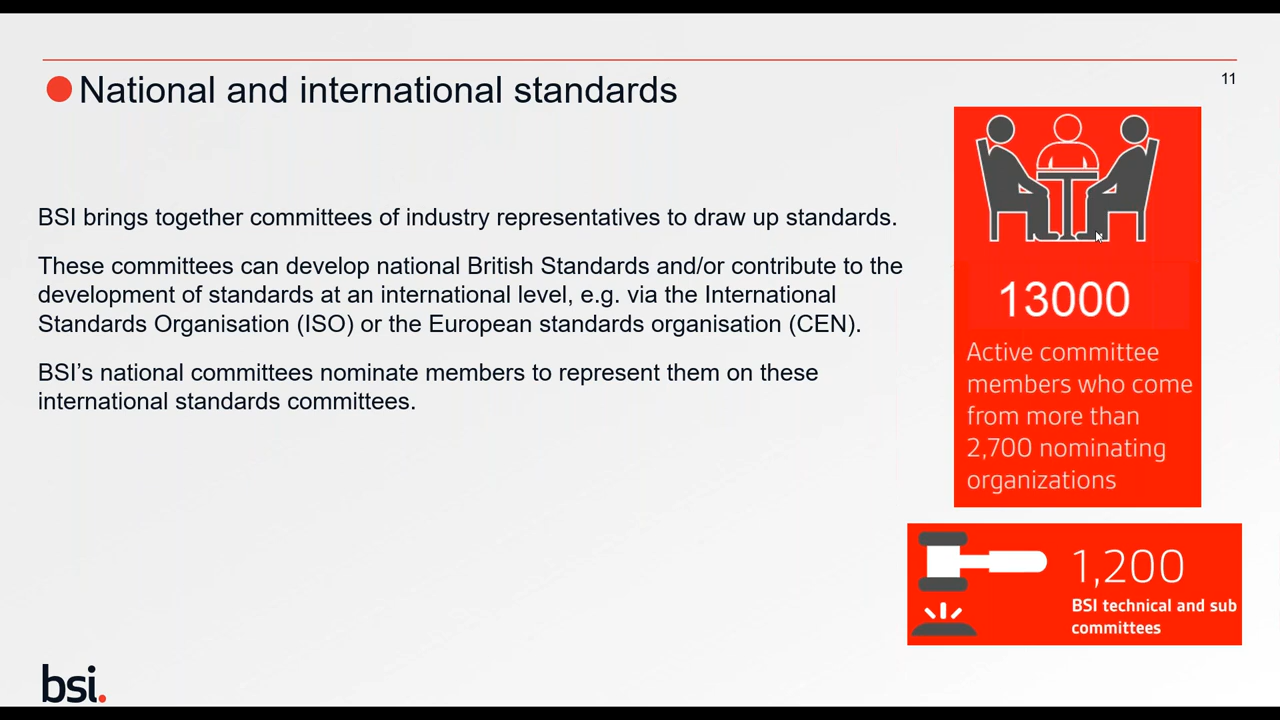 National and international standards
11
BSI brings together committees of industry representatives to draw up standards.
These committees can develop national British Standards and/or contribute to the
development of standards at an international level, e.g. via the International
Standards Organisation (ISO) or the European standards organisation (CEN).
BSI’s national committees nominate members to represent them on these
international standards committees.
13000
Active committee
members who come
from more than
2,700 nominating
organizations
1,200
BSI technical and sub
committees
bsi.